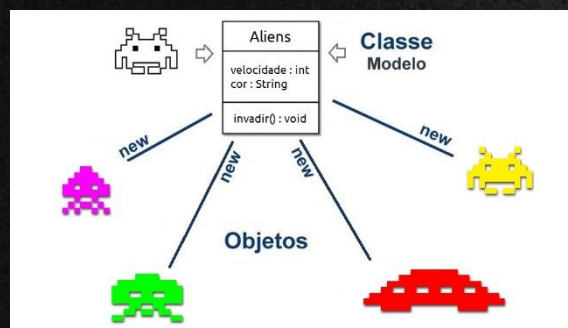 Aliens
velocidade : int
cor : String
invadir() : void
Classe
Modelo
new
new
new
new
Objetos